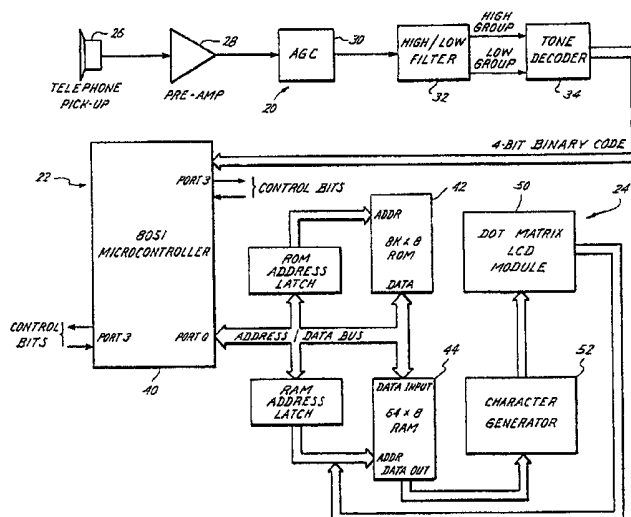 26
TELEPHONE
PICK-UP
28
PRE-AMP
AGC
30
20
HIGH/LOW
FILTER
32
HIGH
GROUP
LOW
GROUP
TONE
DECODER
34
4-BIT BINARY CODE
22
8051
MICROCONTROLLER
PORT 3
CONTROL BITS
CONTROL
BITS
PORT 3
PORT 0
40
ROM
ADDRESS
LATCH
42
ADDR
8K x 8
ROM
DATA
ADDRESS / DATA BUS
RAM
ADDRESS
LATCH
44
DATA INPUT
64 x 8
RAM
ADDR
DATA OUT
50
24
DOT MATRIX
LCD
MODULE
52
CHARACTER
GENERATOR